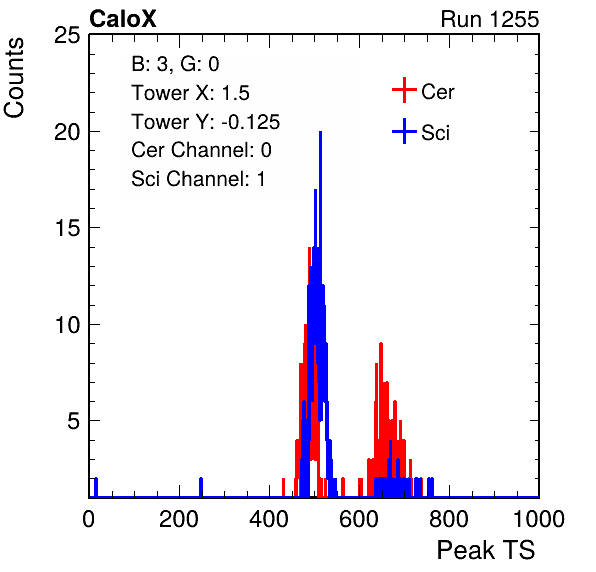 CaloX Run 1255
Counts
25
20
15
10
5
B: 3, G: 0
Tower X: 1.5
Tower Y: -0.125
Cer Channel: 0
Sci Channel: 1
Cer
Sci
0 200 400 600 800 1000
Peak TS